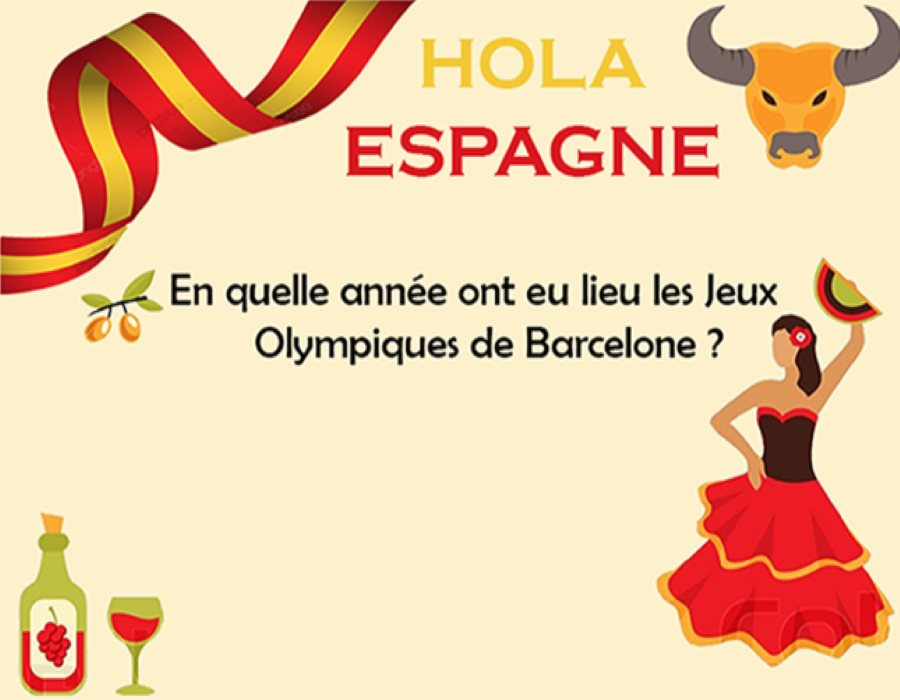 HOLA
ESPAGNE
En quelle année ont eu lieu les Jeux
Olympiques de Barcelone ?